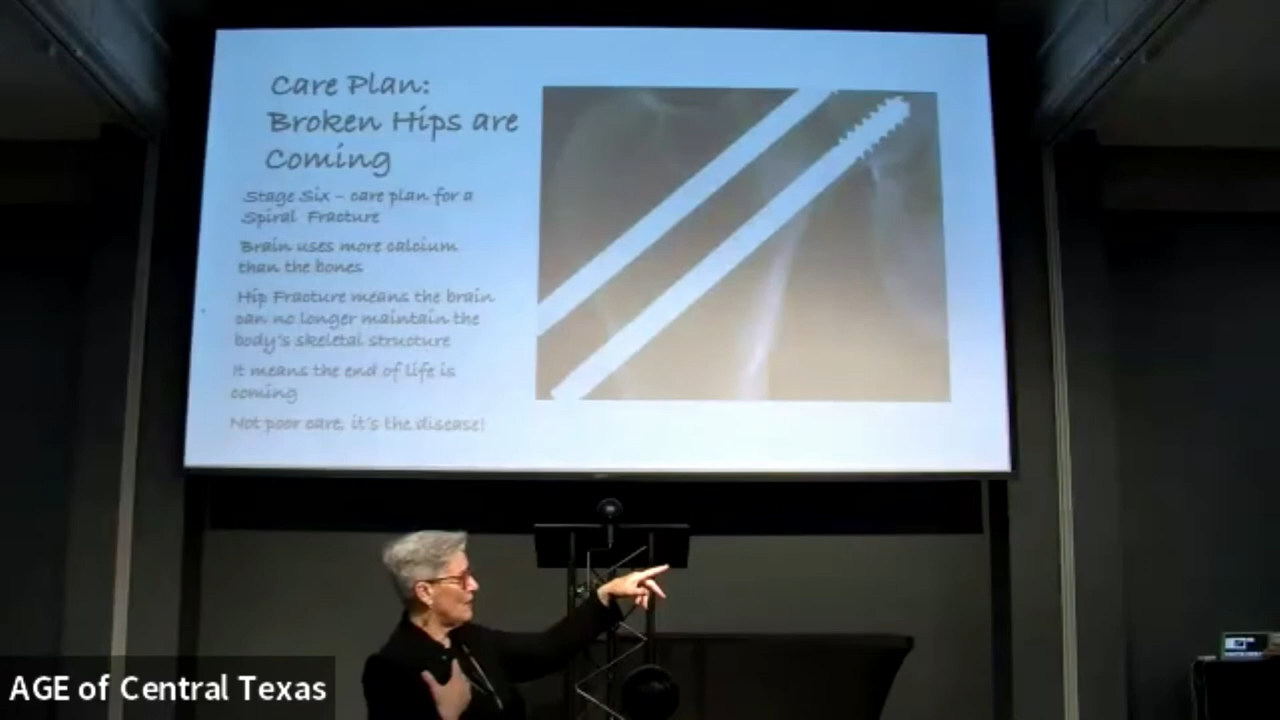 Care Plan:
Broken Hips are
Coming
Stage Six – care plan for a
Spiral Fracture
Brain uses more calcium
than the bones
Hip Fracture means the brain
can no longer maintain the
body's skeletal structure
It means the end of life is
coming
Not poor care, it's the disease!
AGE of Central Texas